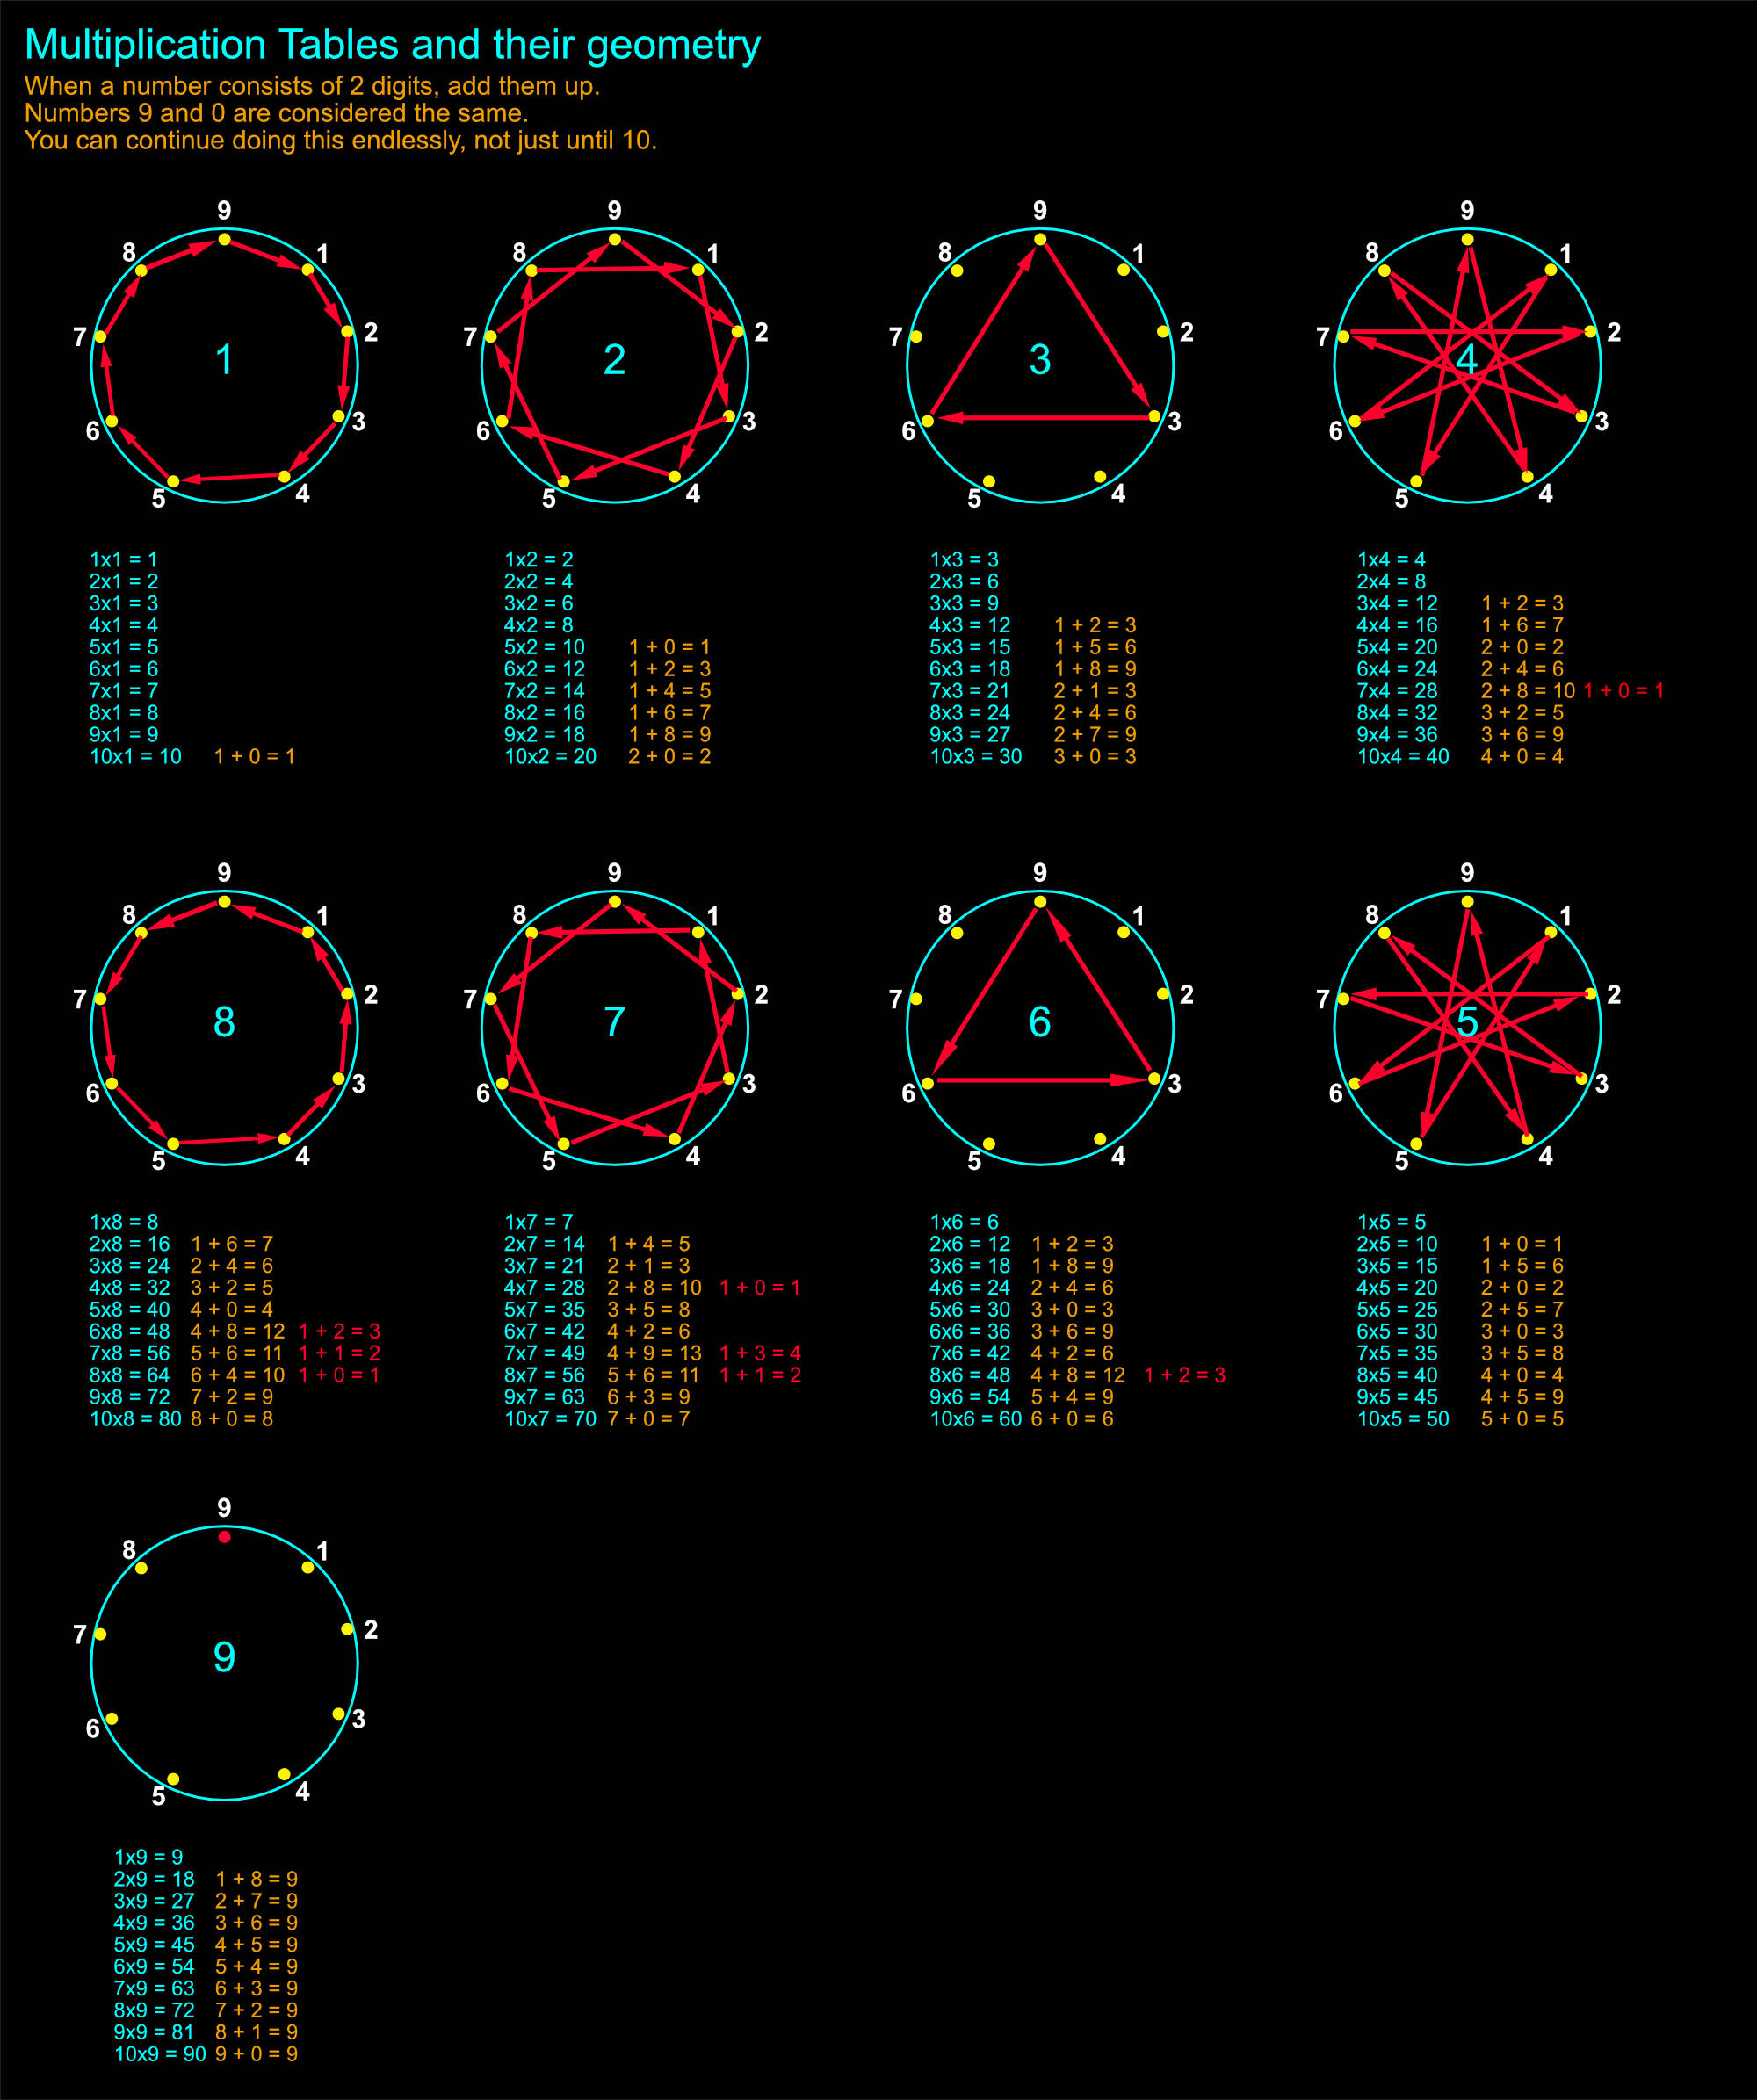 Multiplication Tables and their geometry
When a number consists of 2 digits, add them up.
Numbers 9 and 0 are considered the same.
You can continue doing this endlessly, not just until 10.
9
8 1
7 2
1
6 3
5 4
1x1 = 1
2x1 = 2
3x1 = 3
4x1 = 4
5x1 = 5
6x1 = 6
7x1 = 7
8x1 = 8
9x1 = 9
10x1 = 10 1 + 0 = 1
9
8 1
7 2
2
6 3
5 4
1x2 = 2
2x2 = 4
3x2 = 6
4x2 = 8
5x2 = 10 1 + 0 = 1
6x2 = 12 1 + 2 = 3
7x2 = 14 1 + 4 = 5
8x2 = 16 1 + 6 = 7
9x2 = 18 1 + 8 = 9
10x2 = 20 2 + 0 = 2
9
8 1
7 2
3
6 3
5 4
1x3 = 3
2x3 = 6
3x3 = 9
4x3 = 12 1 + 2 = 3
5x3 = 15 1 + 5 = 6
6x3 = 18 1 + 8 = 9
7x3 = 21 2 + 1 = 3
8x3 = 24 2 + 4 = 6
9x3 = 27 2 + 7 = 9
10x3 = 30 3 + 0 = 3
9
8 1
7 2
4
6 3
5 4
1x4 = 4
2x4 = 8
3x4 = 12 1 + 2 = 3
4x4 = 16 1 + 6 = 7
5x4 = 20 2 + 0 = 2
6x4 = 24 2 + 4 = 6
7x4 = 28 2 + 8 = 10 1 + 0 = 1
8x4 = 32 3 + 2 = 5
9x4 = 36 3 + 6 = 9
10x4 = 40 4 + 0 = 4
9
8 1
7 2
8
6 3
5 4
1x8 = 8
2x8 = 16 1 + 6 = 7
3x8 = 24 2 + 4 = 6
4x8 = 32 3 + 2 = 5
5x8 = 40 4 + 0 = 4
6x8 = 48 4 + 8 = 12 1 + 2 = 3
7x8 = 56 5 + 6 = 11 1 + 1 = 2
8x8 = 64 6 + 4 = 10 1 + 0 = 1
9x8 = 72 7 + 2 = 9
10x8 = 80 8 + 0 = 8
9
8 1
7 2
7
6 3
5 4
1x7 = 7
2x7 = 14 1 + 4 = 5
3x7 = 21 2 + 1 = 3
4x7 = 28 2 + 8 = 10 1 + 0 = 1
5x7 = 35 3 + 5 = 8
6x7 = 42 4 + 2 = 6
7x7 = 49 4 + 9 = 13 1 + 3 = 4
8x7 = 56 5 + 6 = 11 1 + 1 = 2
9x7 = 63 6 + 3 = 9
10x7 = 70 7 + 0 = 7
9
8 1
7 2
6
6 3
5 4
1x6 = 6
2x6 = 12 1 + 2 = 3
3x6 = 18 1 + 8 = 9
4x6 = 24 2 + 4 = 6
5x6 = 30 3 + 0 = 3
6x6 = 36 3 + 6 = 9
7x6 = 42 4 + 2 = 6
8x6 = 48 4 + 8 = 12 1 + 2 = 3
9x6 = 54 5 + 4 = 9
10x6 = 60 6 + 0 = 6
9
8 1
7 2
5
6 3
5 4
1x5 = 5
2x5 = 10 1 + 0 = 1
3x5 = 15 1 + 5 = 6
4x5 = 20 2 + 0 = 2
5x5 = 25 2 + 5 = 7
6x5 = 30 3 + 0 = 3
7x5 = 35 3 + 5 = 8
8x5 = 40 4 + 0 = 4
9x5 = 45 4 + 5 = 9
10x5 = 50 5 + 0 = 5
9
8 1
7 2
9
6 3
5 4
1x9 = 9
2x9 = 18 1 + 8 = 9
3x9 = 27 2 + 7 = 9
4x9 = 36 3 + 6 = 9
5x9 = 45 4 + 5 = 9
6x9 = 54 5 + 4 = 9
7x9 = 63 6 + 3 = 9
8x9 = 72 7 + 2 = 9
9x9 = 81 8 + 1 = 9
10x9 = 90 9 + 0 = 9